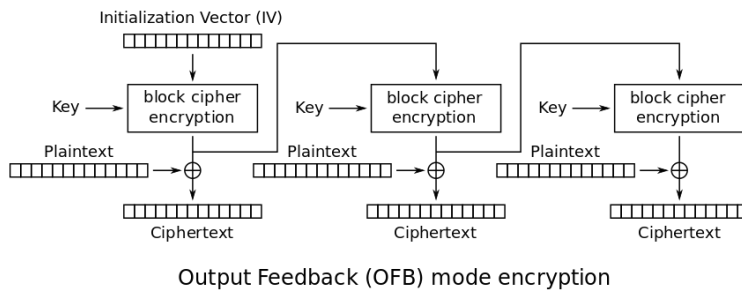 Initialization Vector (IV)
Key
block cipher
encryption
Key
block cipher
encryption
Key
block cipher
encryption
Plaintext
Plaintext
Plaintext
Ciphertext
Ciphertext
Ciphertext
Output Feedback (OFB) mode encryption